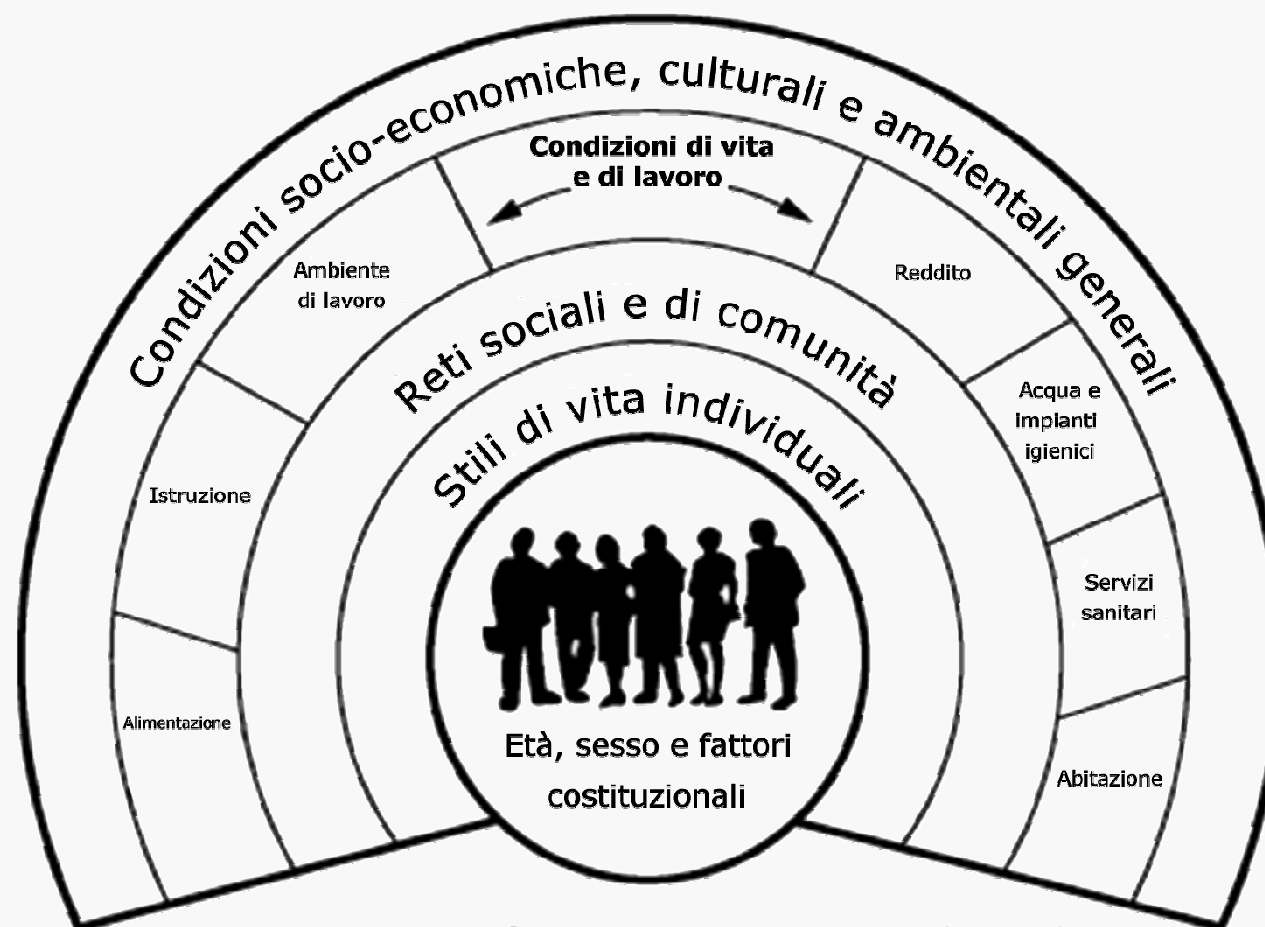 Condizioni socio-economiche, culturali e ambientali generali
Condizioni di vita
e di lavoro
Ambiente
di lavoro
Reddito
Reti sociali e di comunità
Acqua e
impianti
igienici
Stili di vita individuali
Istruzione
Servizi
sanitari
Alimentazione
Età, sesso e fattori
costituzionali
Abitazione